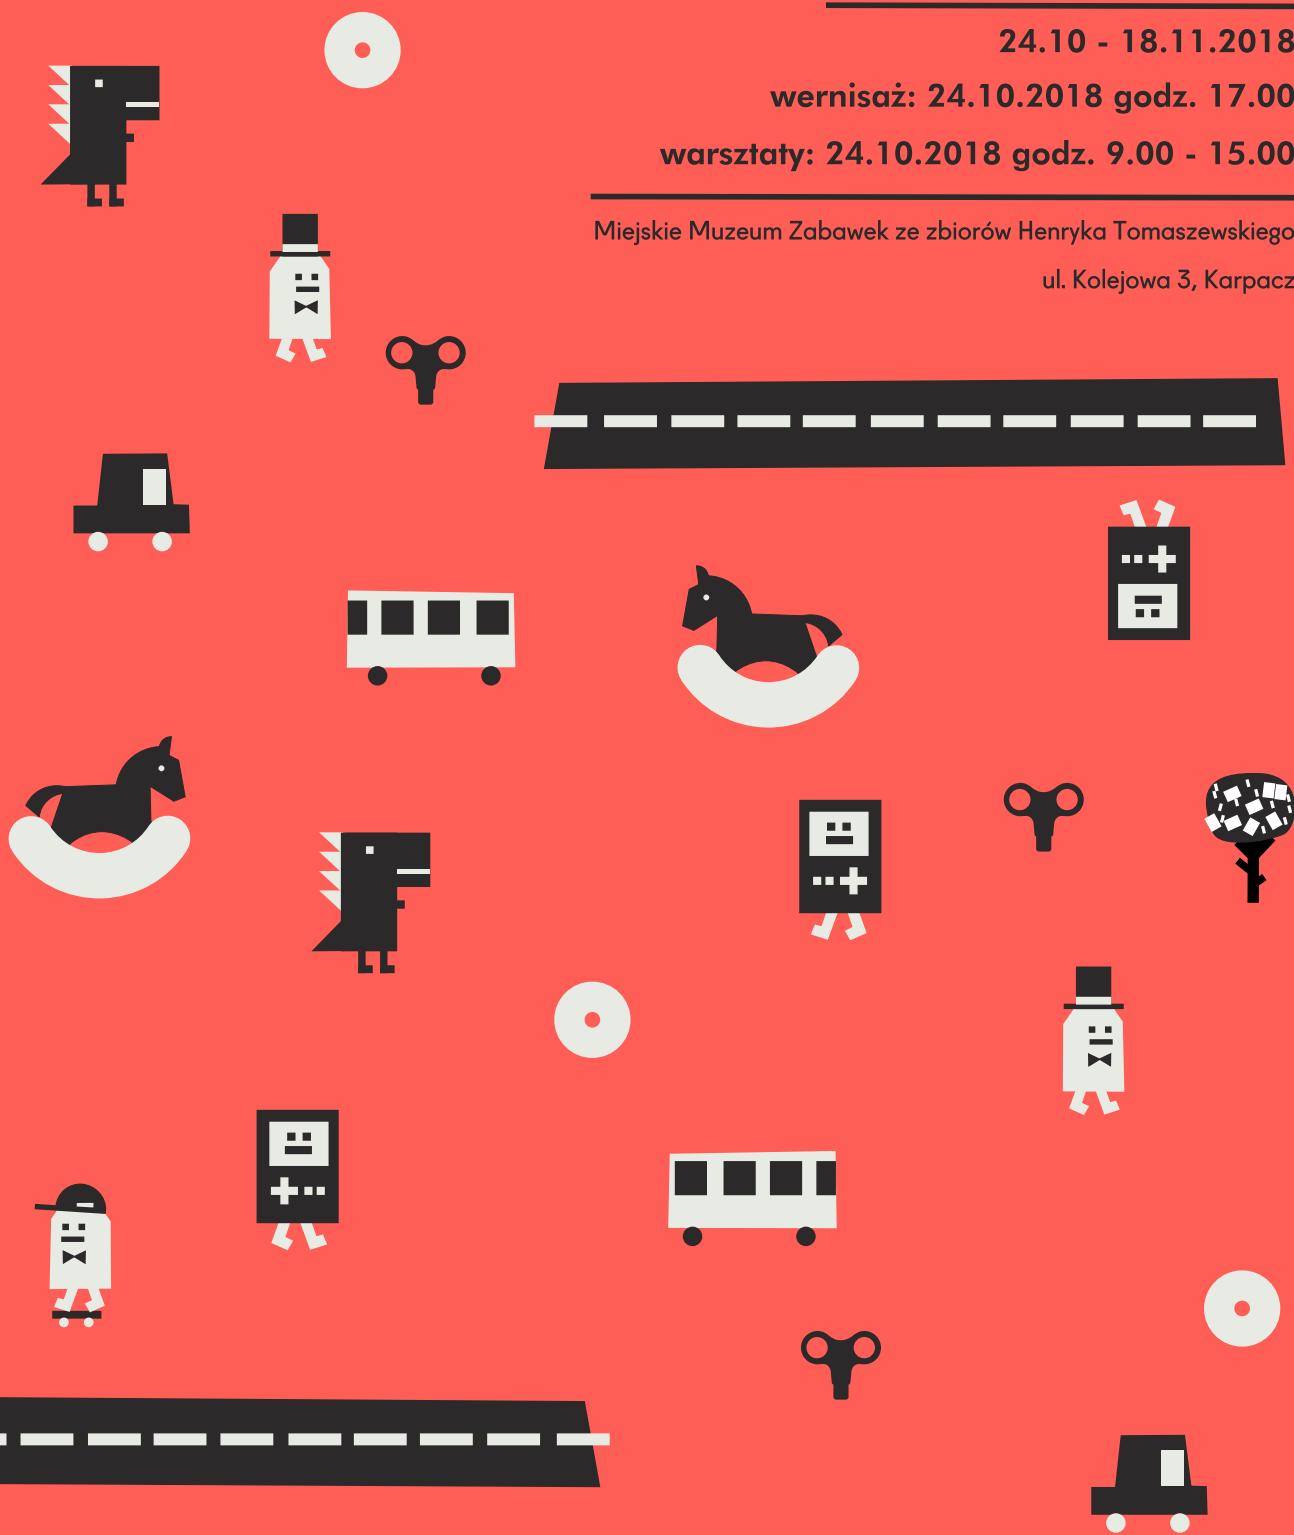 24.10 - 18.11.2018
wernisaż: 24.10.2018 godz. 17.00
warsztaty: 24.10.2018 godz. 9.00 - 15.00
Miejskie Muzeum Zabawek ze zbiorów Henryka Tomaszewskiego
ul. Kolejowa 3, Karpacz